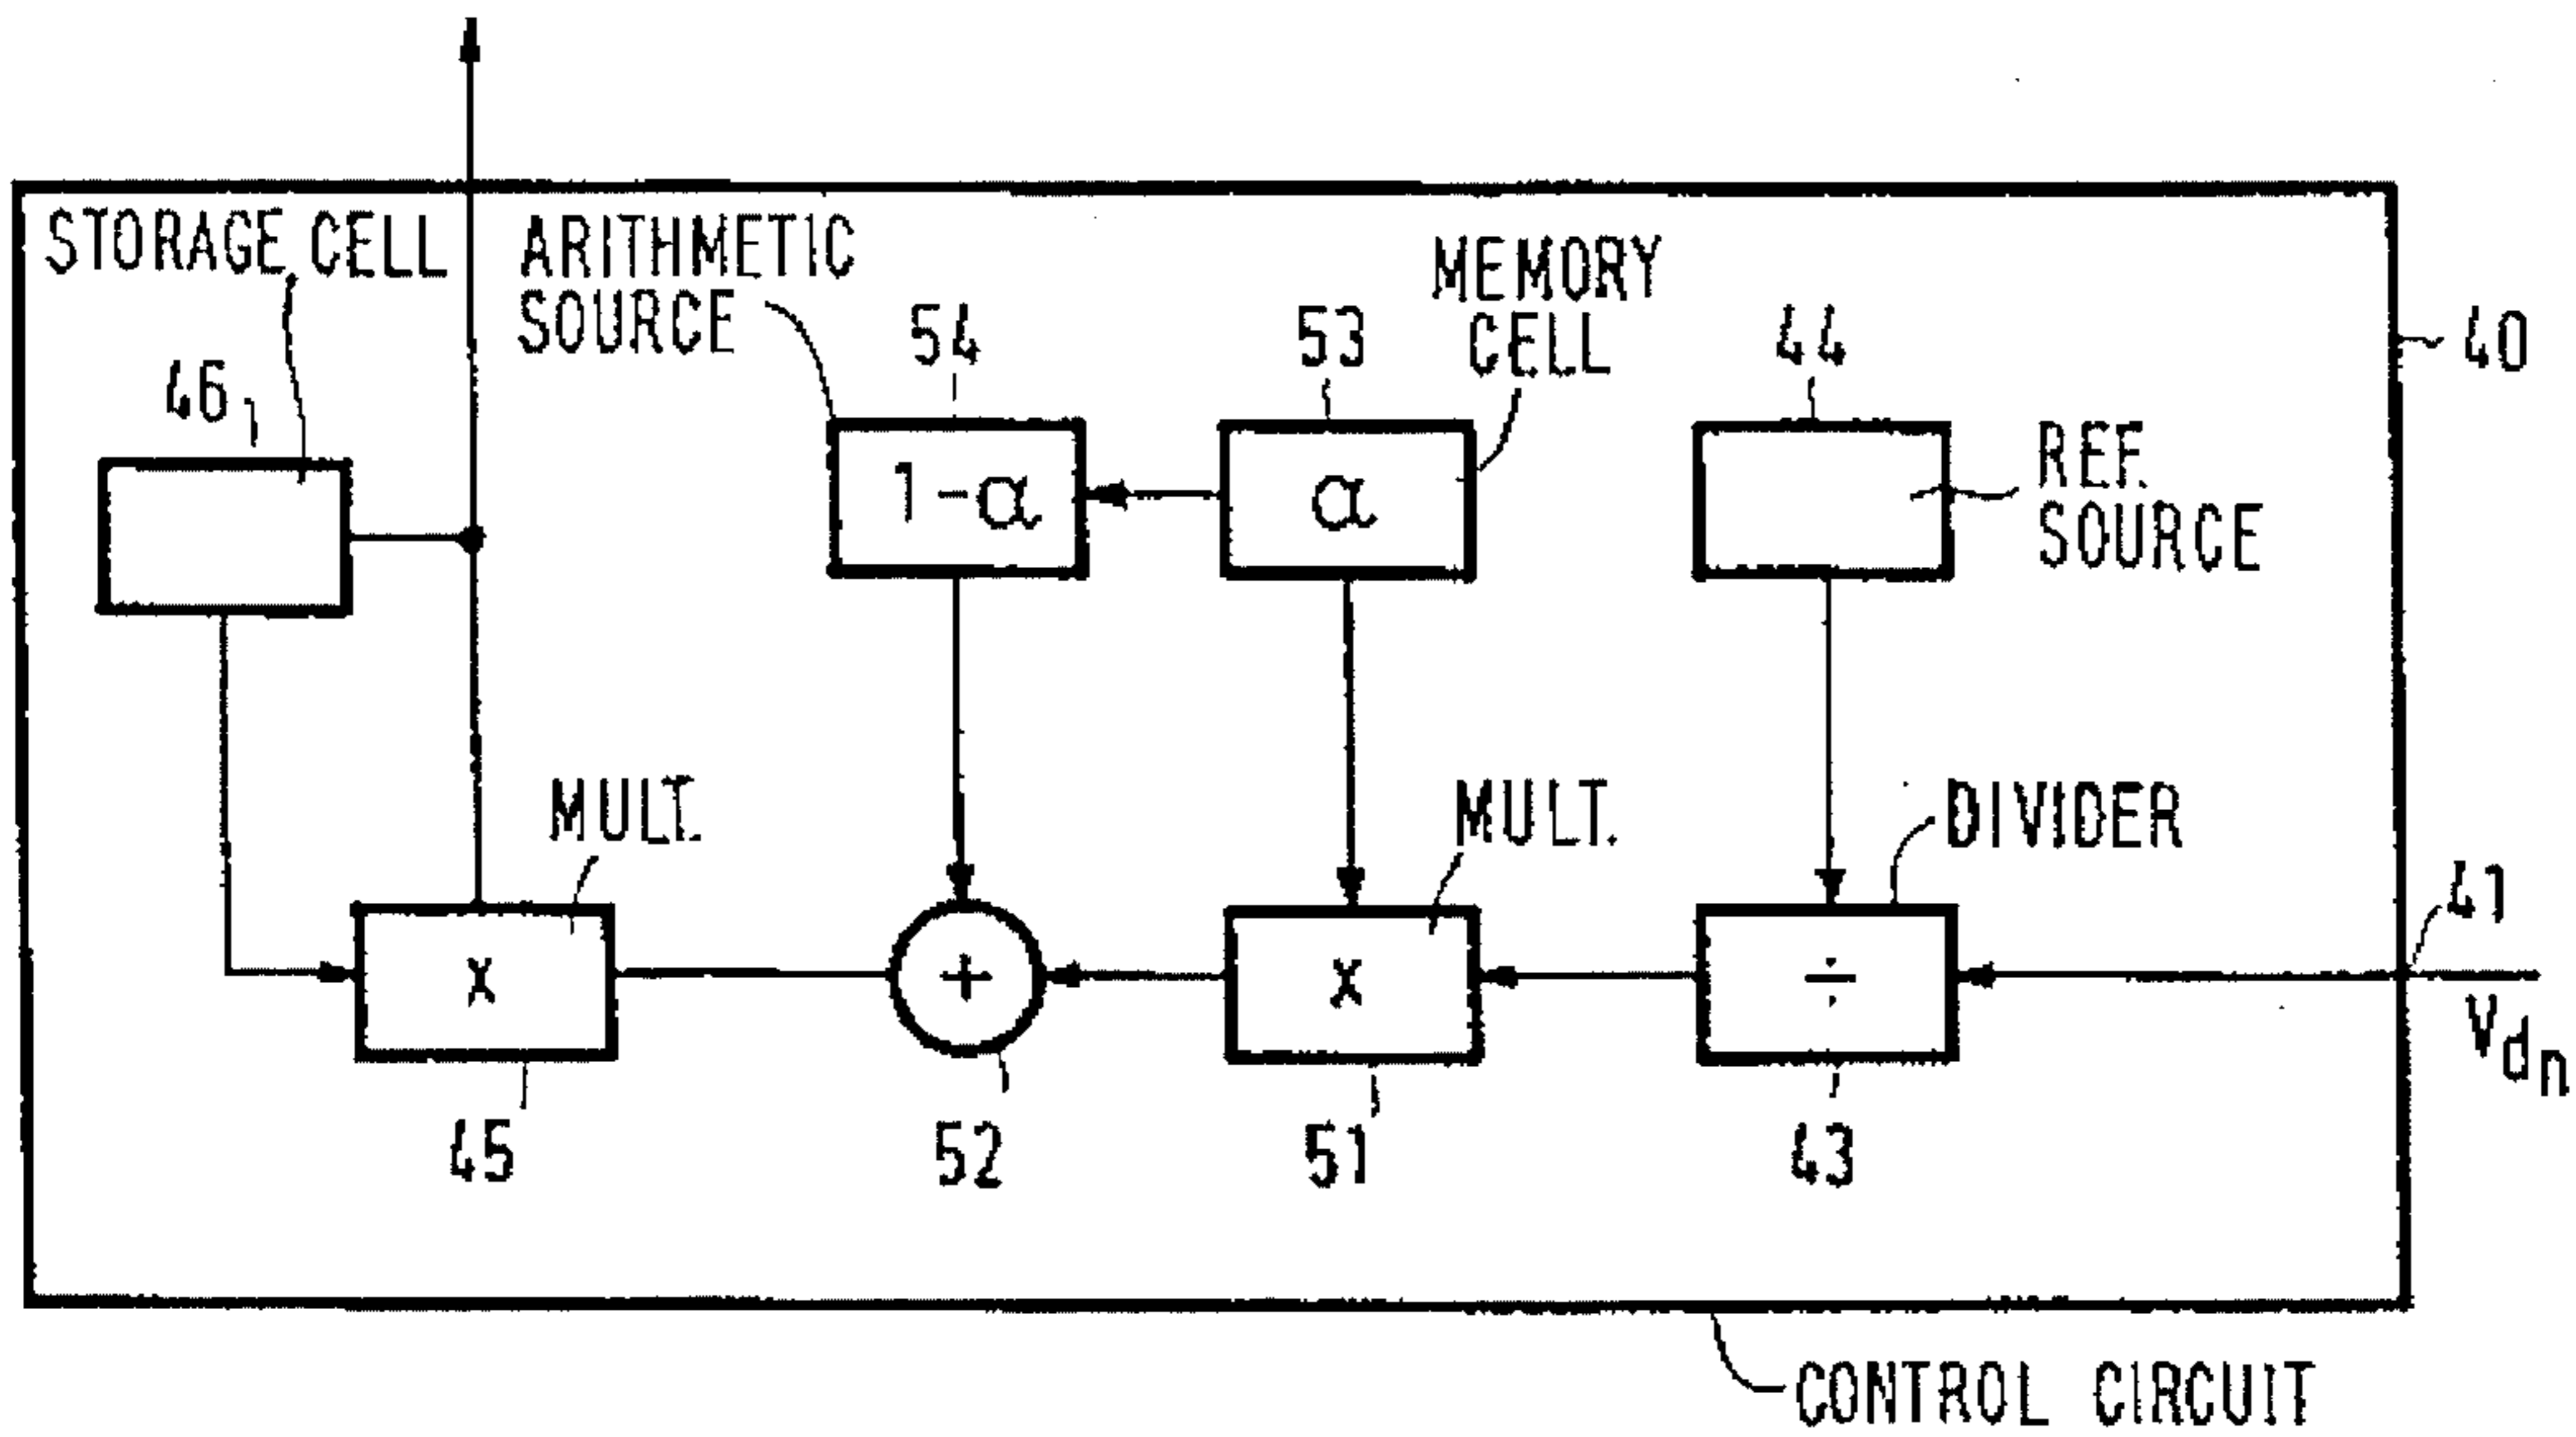 STORAGE CELL
ARITHMETIC
SOURCE
MEMORY
CELL
54
53
44
40
46
REF.
SOURCE
1-α
α
MULT.
MULT.
DIVIDER
41
X
+
X
÷
Vdn
45
52
51
43
CONTROL CIRCUIT